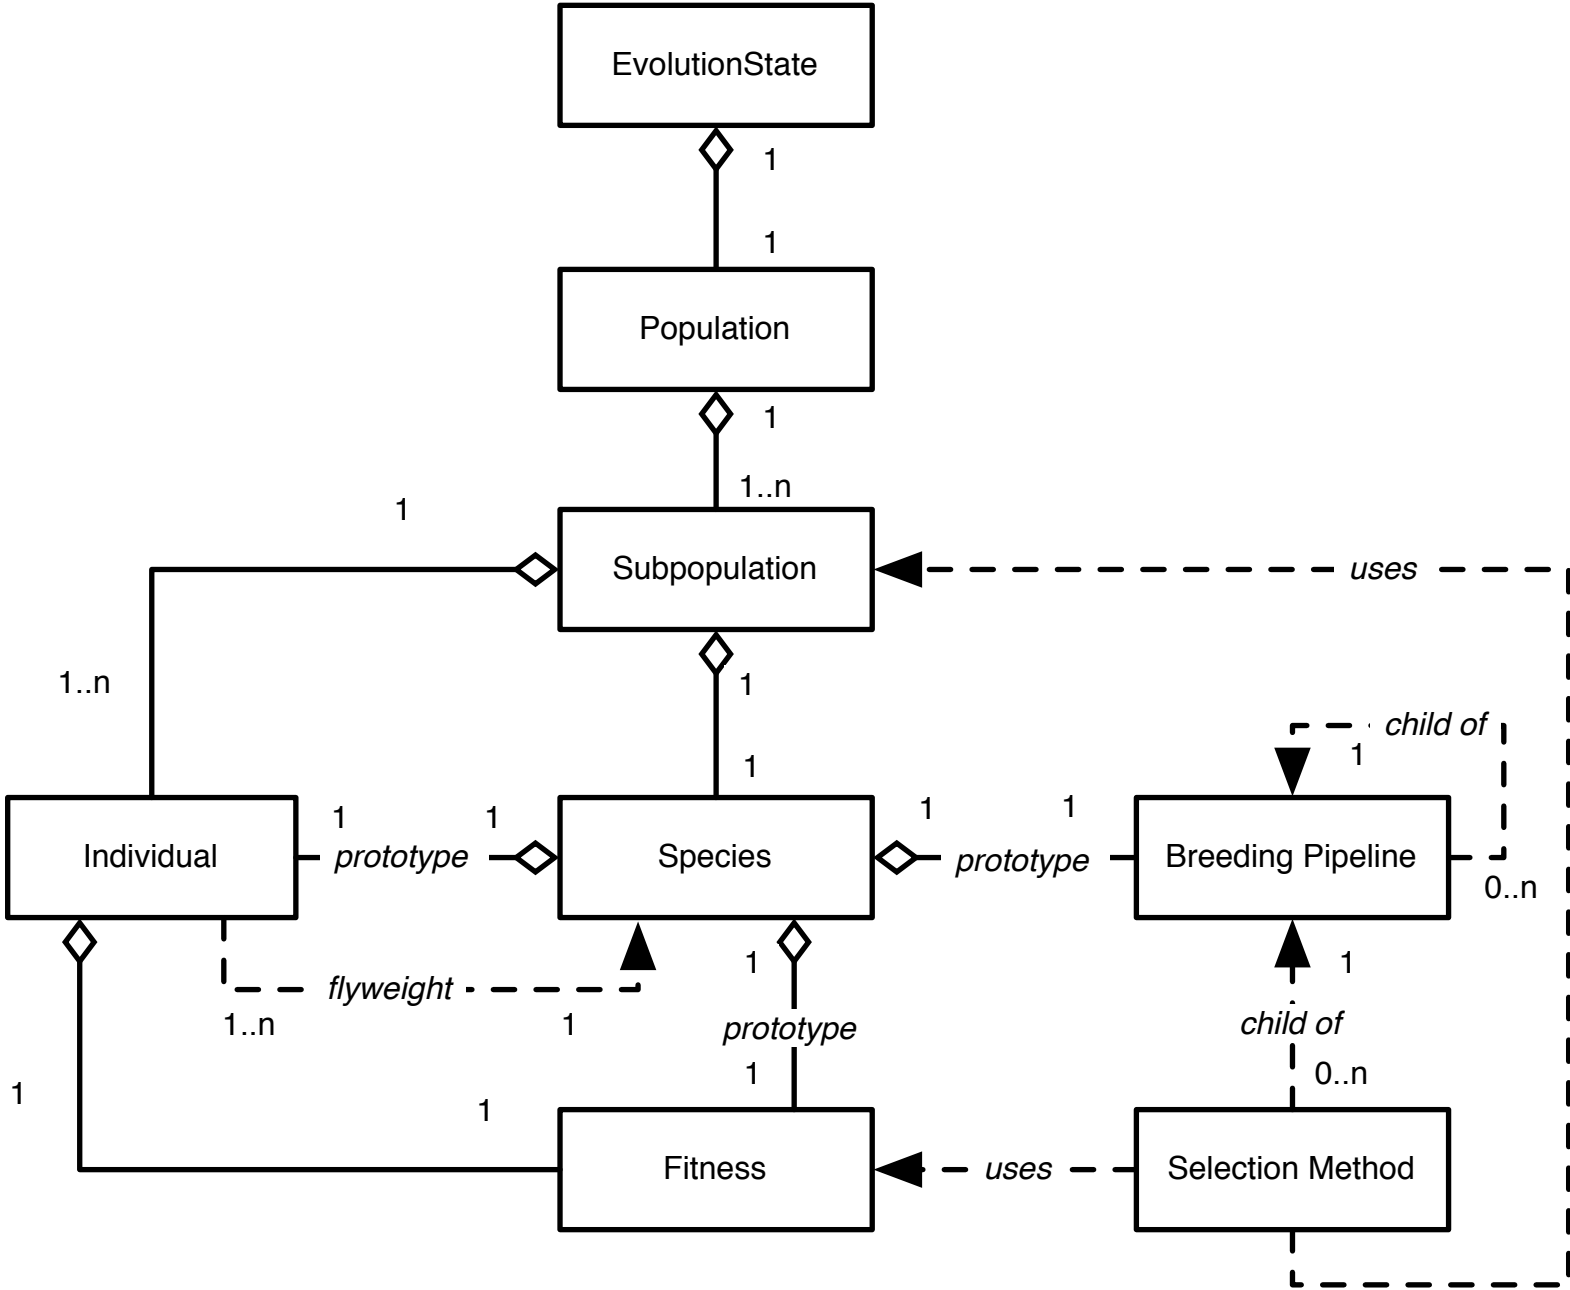 EvolutionState
1
1
Population
1
1..n
1
Subpopulation
uses
1..n
1
1
child of
1
Individual
1
prototype
1
Species
1
prototype
1
Breeding Pipeline
0..n
flyweight
1..n
1
1
prototype
1
1
child of
0..n
1
1
Fitness
uses
Selection Method